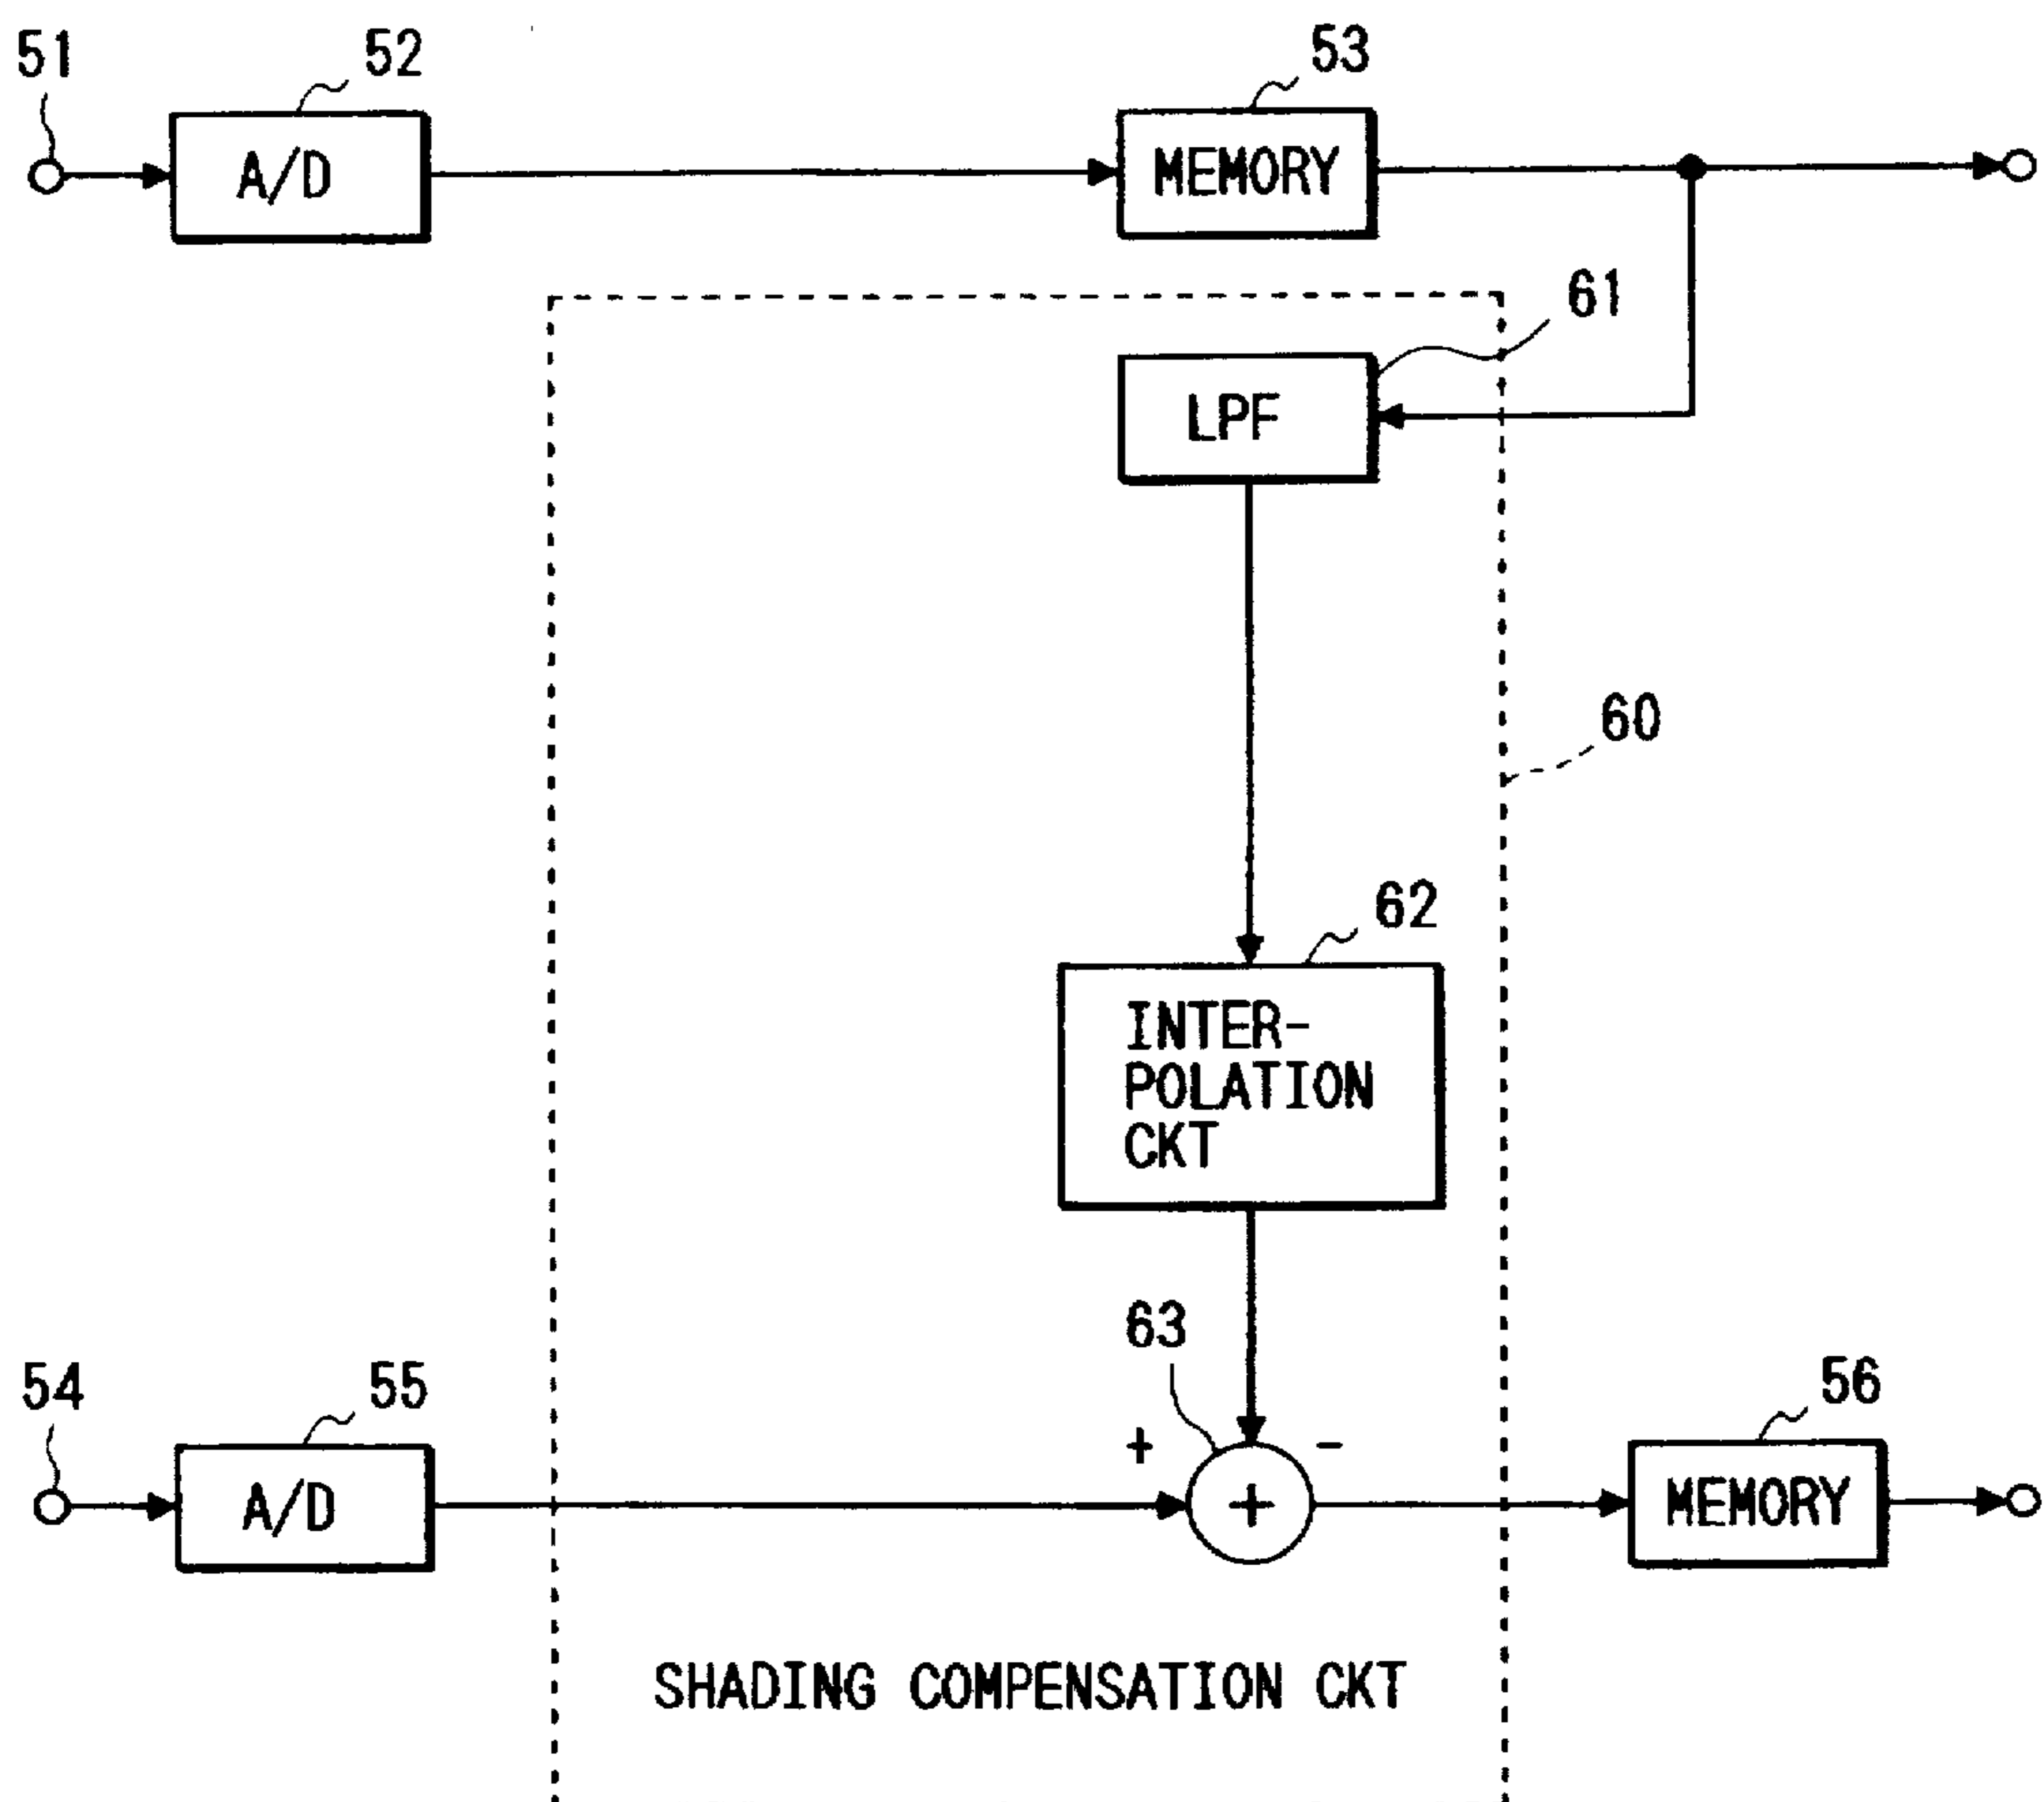 51
52
53
A/D
MEMORY
61
LPF
60
62
INTER-
POLATION
CKT
63
54
55
56
+
-
A/D
+
MEMORY
SHADING COMPENSATION CKT